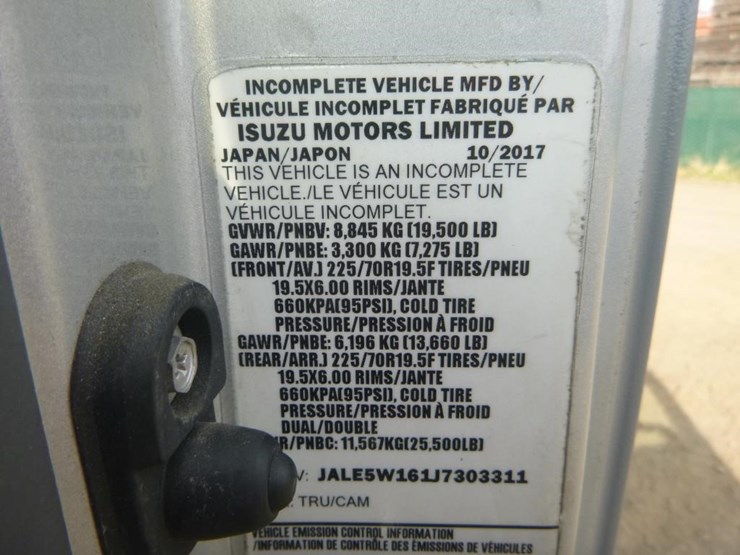 INCOMPLETE VEHICLE MFD BY/
VÉHICULE INCOMPLET FABRIQUÉ PAR
ISUZU MOTORS LIMITED
JAPAN/JAPON 10/2017
THIS VEHICLE IS AN INCOMPLETE
VEHICLE./LE VÉHICULE EST UN
VÉHICULE INCOMPLET.
GVWR/PNBV: 8,845 KG (19,500 LB)
GAWR/PNBE: 3,300 KG (7,275 LB)
(FRONT/AV.) 225/70R19.5F TIRES/PNEU
19.5X6.00 RIMS/JANTE
660KPA(95PSI), COLD TIRE
PRESSURE/PRESSION À FROID
GAWR/PNBE: 6,196 KG (13,660 LB)
(REAR/ARR.) 225/70R19.5F TIRES/PNEU
19.5X6.00 RIMS/JANTE
660KPA(95PSI), COLD TIRE
PRESSURE/PRESSION À FROID
DUAL/DOUBLE
R/PNBC: 11,567KG(25,500LB)
V: JALE5W161J7303311
TRU/CAM
VEHICLE EMISSION CONTROL INFORMATION
/INFORMATION DE CONTRÔLE DES ÉMISSIONS DE VÉHICULES